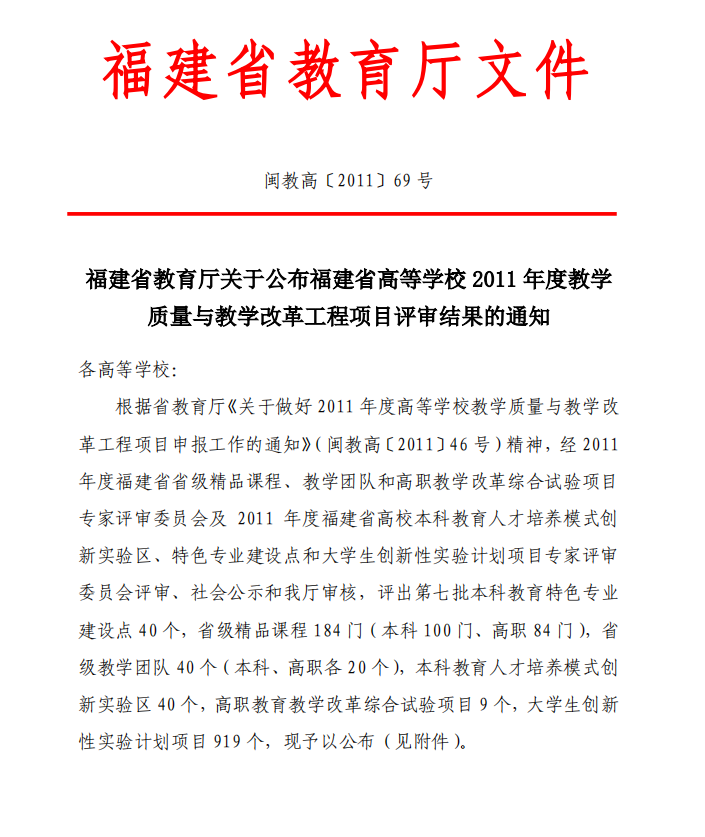 福建省教育厅文件
闽教高〔2011〕69 号
福建省教育厅关于公布福建省高等学校 2011 年度教学
质量与教学改革工程项目评审结果的通知
各高等学校：
根据省教育厅《关于做好 2011 年度高等学校教学质量与教学改
革工程项目申报工作的通知》（闽教高〔2011〕46 号）精神，经 2011
年度福建省省级精品课程、教学团队和高职教学改革综合试验项目
专家评审委员会及 2011 年度福建省高校本科教育人才培养模式创
新实验区、特色专业建设点和大学生创新性实验计划项目专家评审
委员会评审、社会公示和我厅审核，评出第七批本科教育特色专业
建设点 40 个，省级精品课程 184 门（本科 100 门、高职 84 门），省
级教学团队 40 个（本科、高职各 20 个），本科教育人才培养模式创
新实验区 40 个，高职教育教学改革综合试验项目 9 个，大学生创新
性实验计划项目 919 个，现予以公布（见附件）。